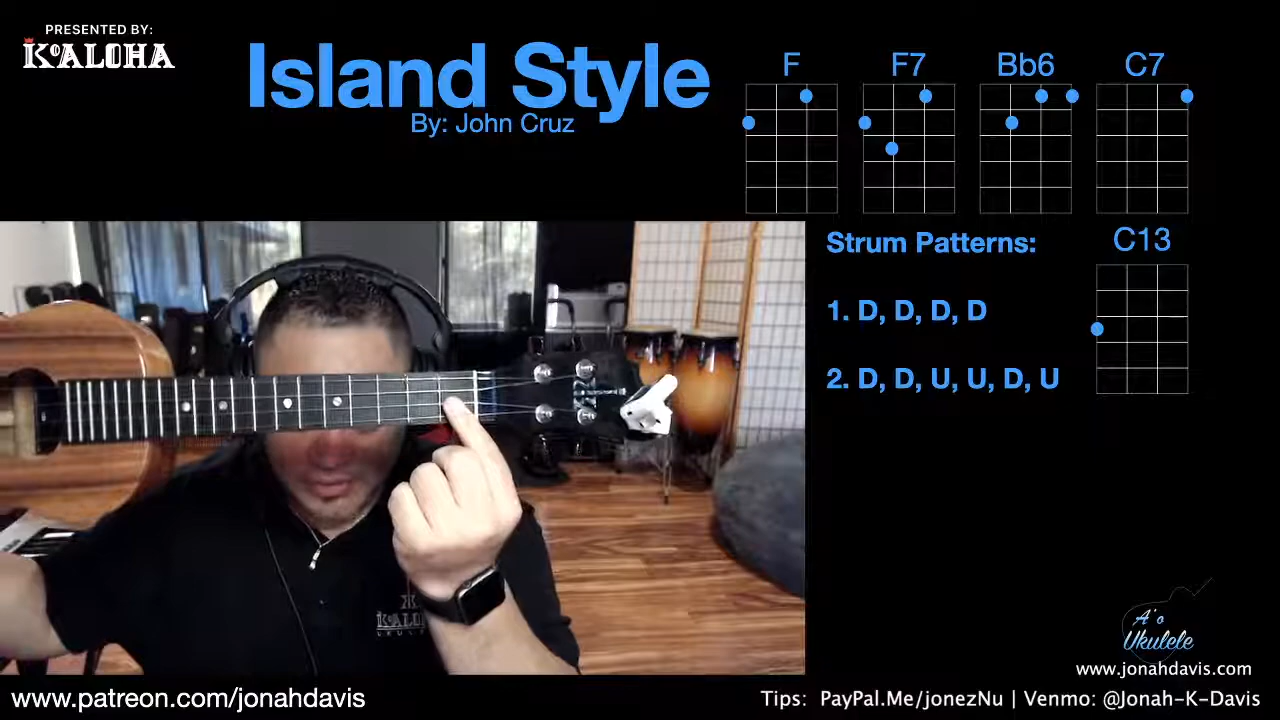 PRESENTED BY:
KoALOHA
Island Style
By: John Cruz
F
F7
Bb6
C7
Strum Patterns:
C13
1. D, D, D, D
2. D, D, U, U, D, U
KoALOHA
A'o
Ukulele
www.jonahdavis.com
www.patreon.com/jonahdavis
Tips: PayPal.Me/jonezNu | Venmo: @Jonah-K-Davis